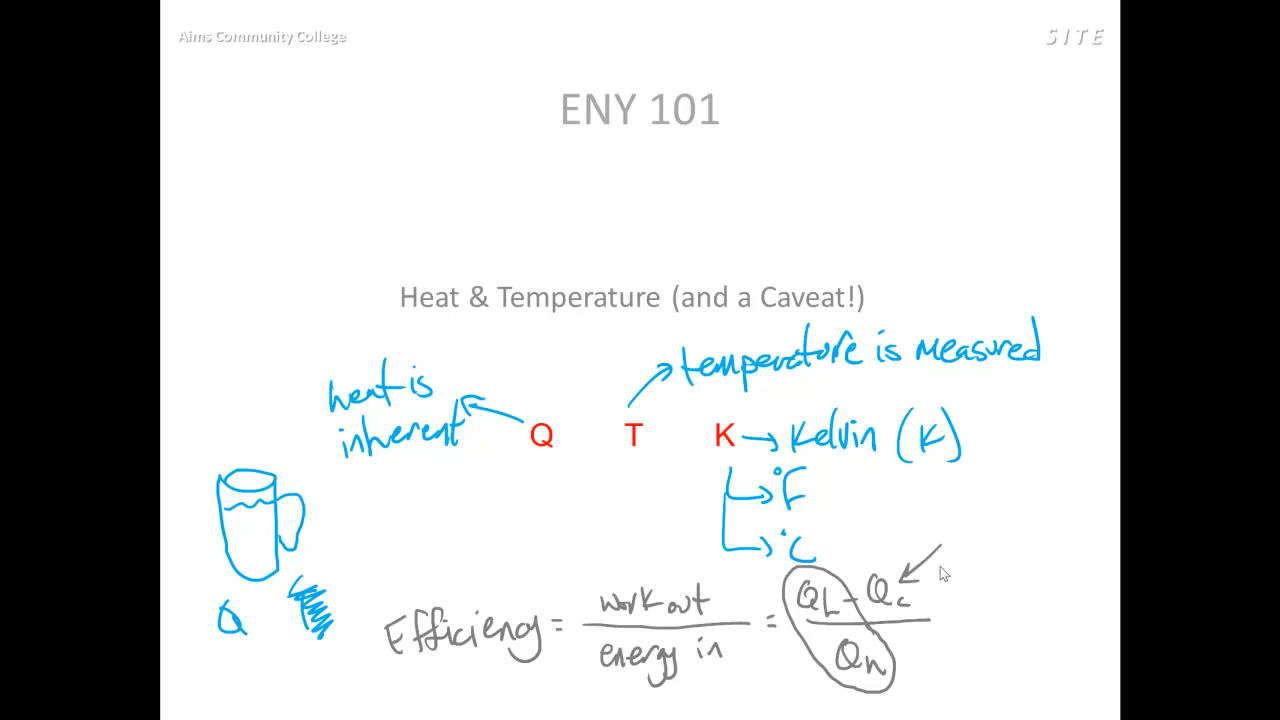 Aims Community College
SITE
ENY 101
Heat & Temperature (and a Caveat!)
temperature is measured
heat is
inherent
Q T K → Kelvin (K)
°F
°C
Q
Efficiency = work out / energy in = QL - Qc / Qh